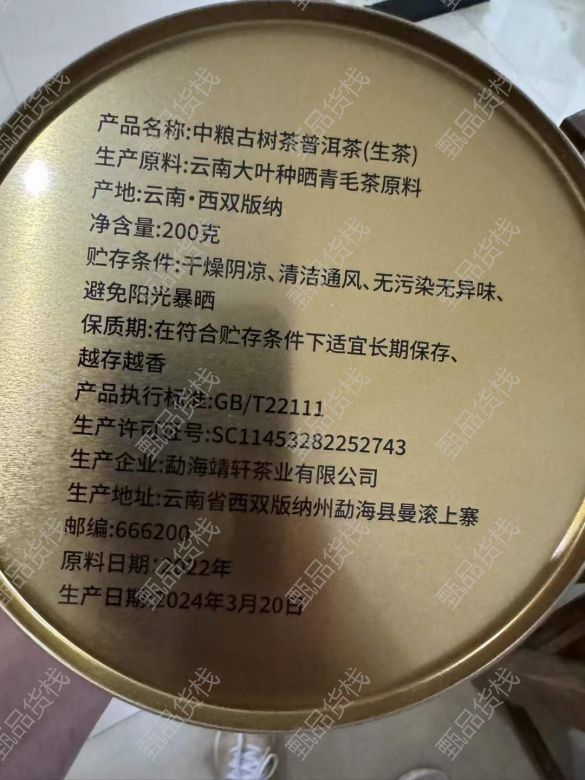 产品名称:中粮古树茶普洱茶(生茶)
生产原料:云南大叶种晒青毛茶原料
产地:云南·西双版纳
净含量:200克
贮存条件:干燥阴凉、清洁通风、无污染无异味、
避免阳光暴晒
保质期:在符合贮存条件下适宜长期保存、
越存越香
产品执行标准:GB/T22111
生产许可证号:SC11453282252743
生产企业:勐海靖轩茶业有限公司
生产地址:云南省西双版纳州勐海县曼滚上寨
邮编:666200
原料日期:2022年
生产日期:2024年3月20日
甄品货栈